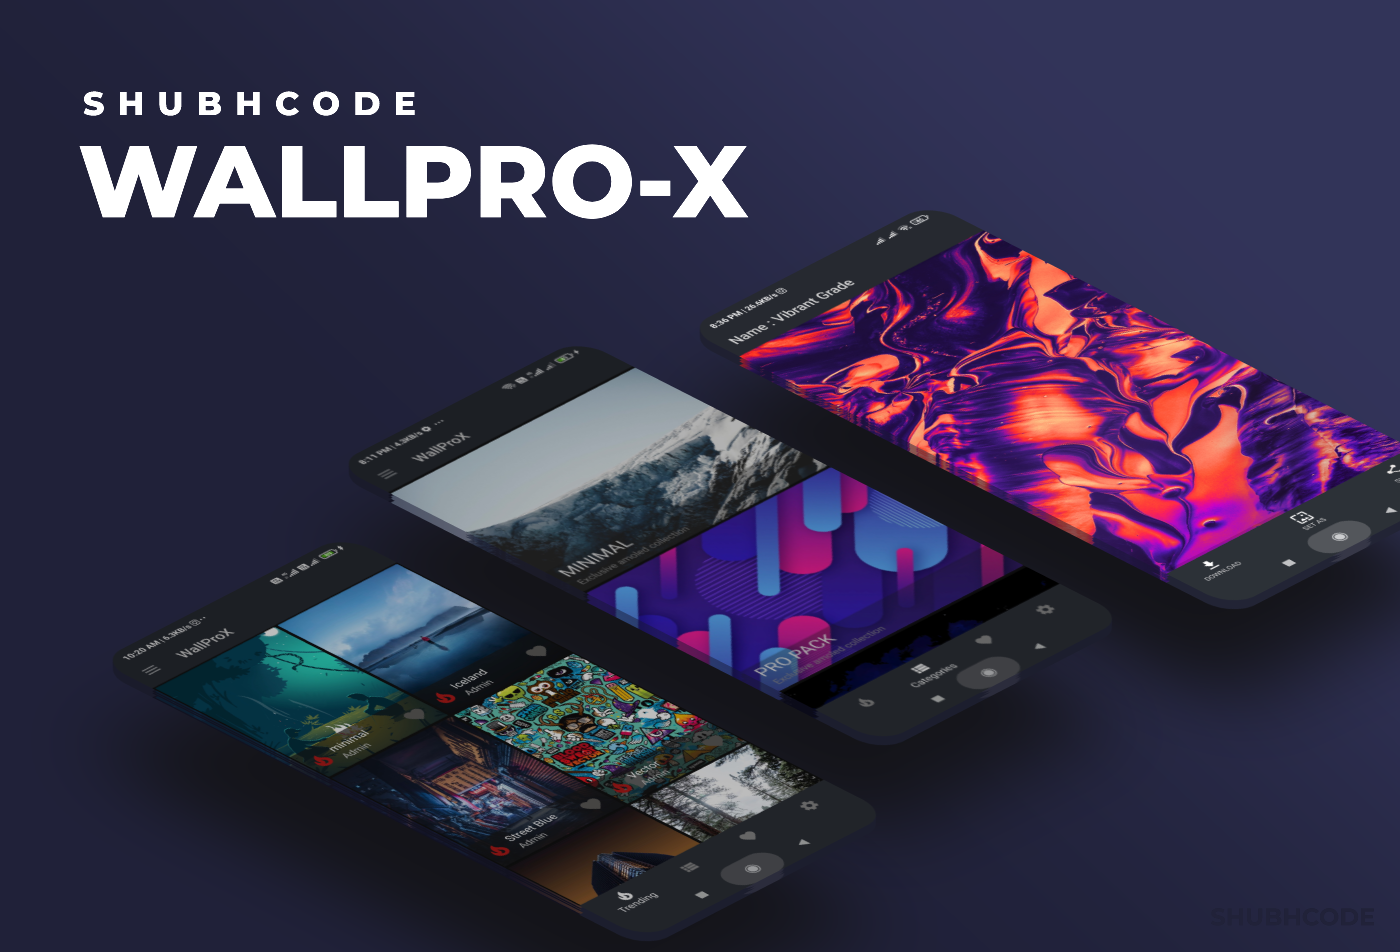 SHUBHCODE
WALLPRO-X
8:36 PM | 26.6KB/s
Name : Vibrant Grade
DOWNLOAD
SET AS
8:11 PM | 4.3KB/s
WallProX
MINIMAL
Exclusive amoled collection
PRO PACK
Exclusive amoled collection
Categories
10:20 AM | 6.3KB/s
WallProX
minimal
Admin
Iceland
Admin
Street Blue
Admin
Vector
Admin
Trending
SHUBHCODE